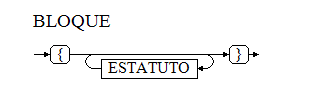 BLOQUE
{ }
ESTATUTO